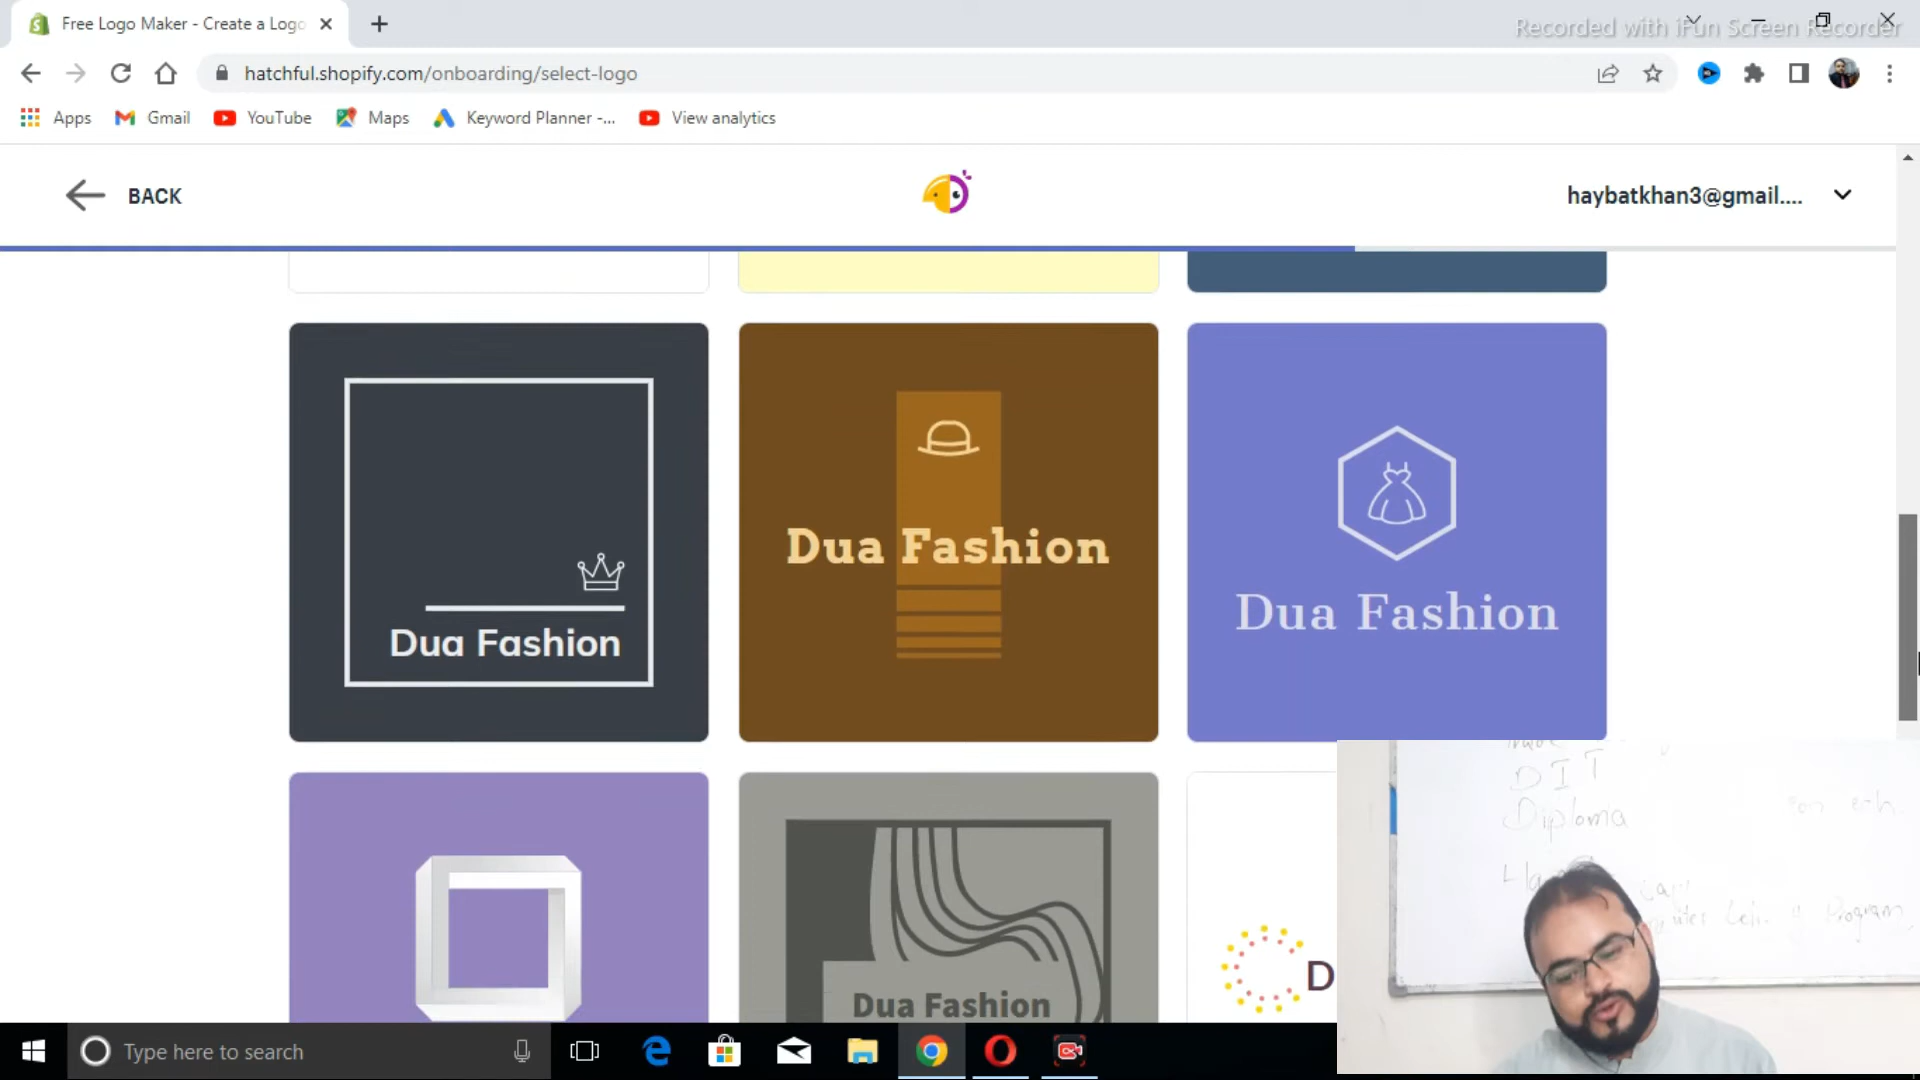 Free Logo Maker - Create a Logo
Recorded with iFun Screen Recorder
hatchful.shopify.com/onboarding/select-logo
Apps
Gmail
YouTube
Maps
Keyword Planner -...
View analytics
BACK
haybatkhan3@gmail....
Dua Fashion
Dua Fashion
Dua Fashion
Dua Fashion
D
DIT
Diploma
Program
Type here to search